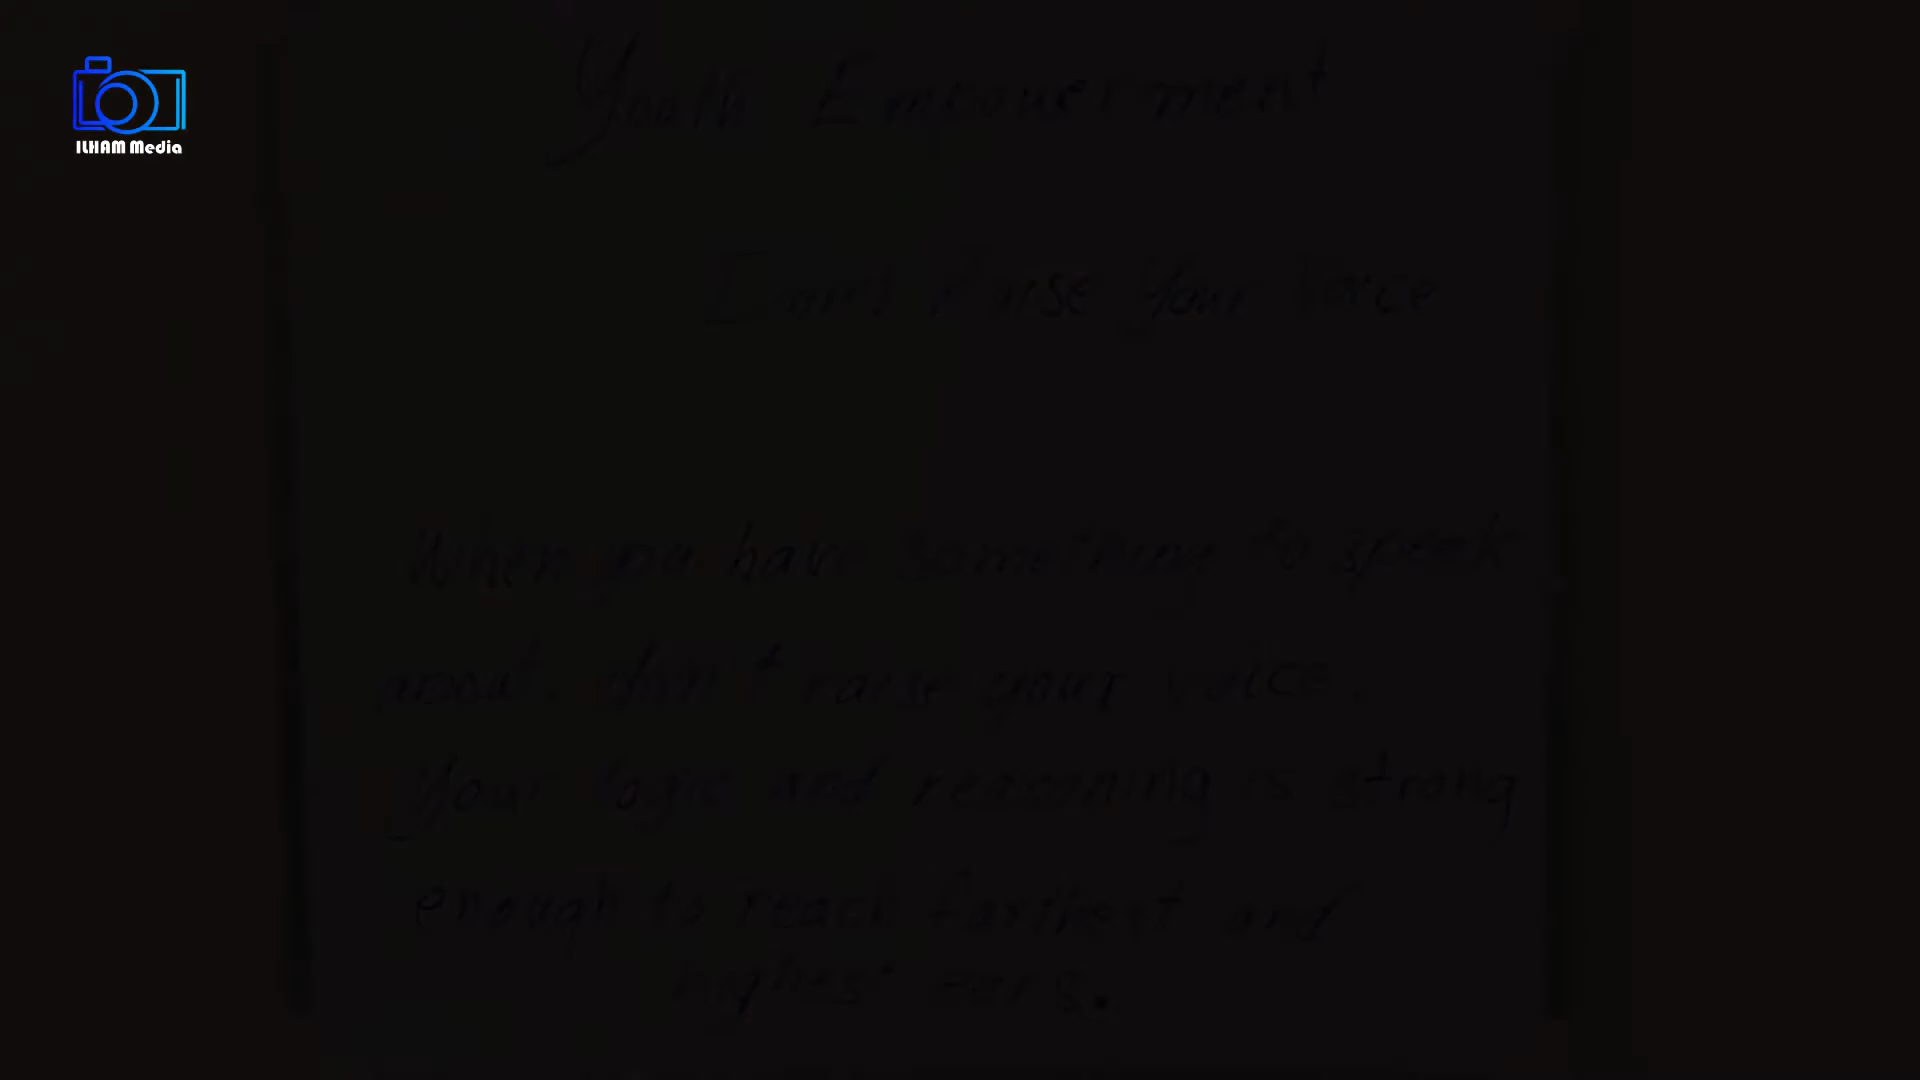 ILHAM Media
Youth Empowerment
Don't Raise Your Voice
When you have something to speak
about, don't raise your voice.
Your logic and reasoning is strong
enough to reach farthest and
highest ears.